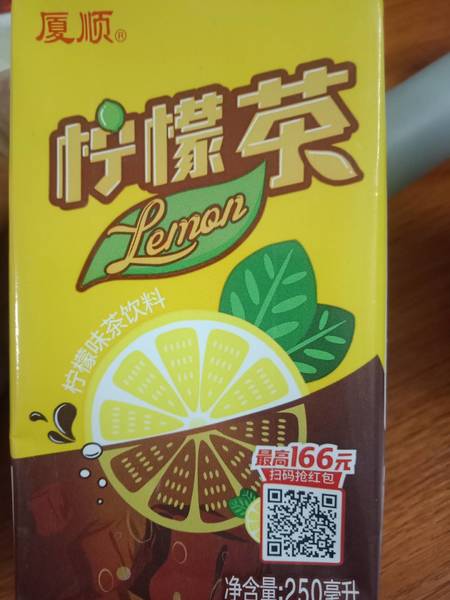 厦顺®
柠檬茶
Lemon
柠檬味茶饮料
最高166元
扫码抢红包
净含量:250毫升